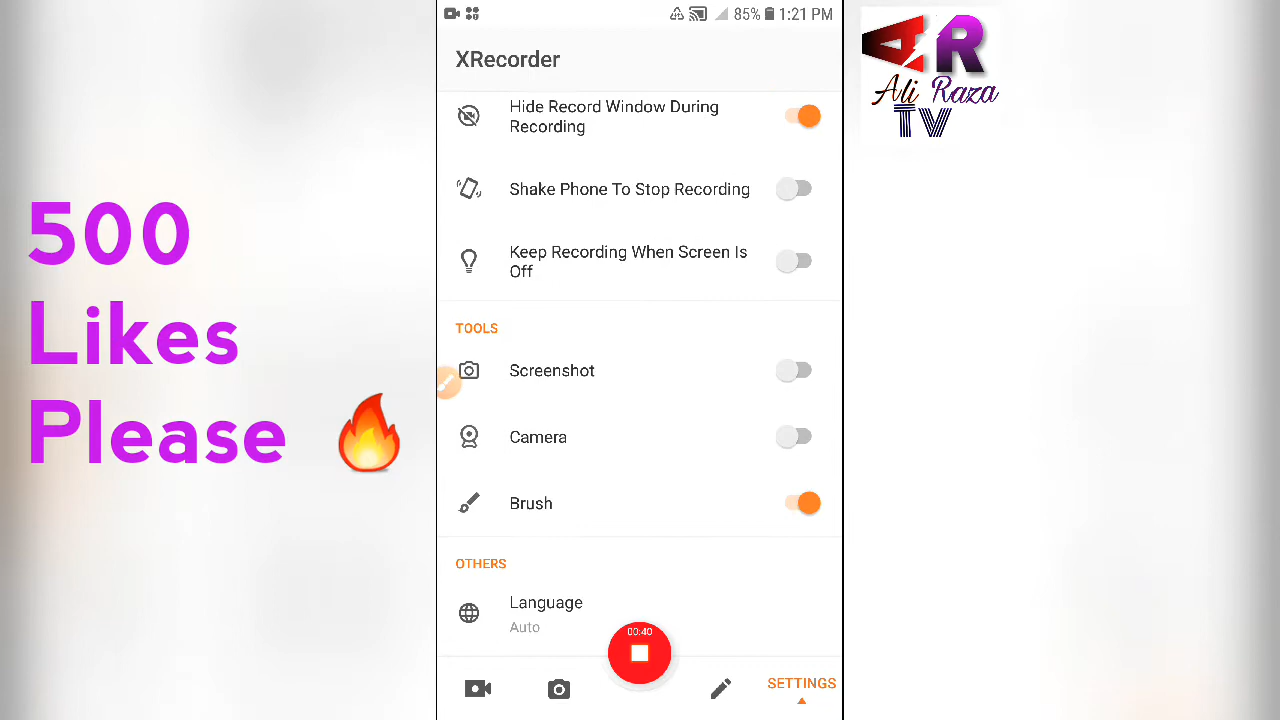 500
Likes
Please
85% 1:21 PM
XRecorder
Hide Record Window During
Recording
Shake Phone To Stop Recording
Keep Recording When Screen Is
Off
TOOLS
Screenshot
Camera
Brush
OTHERS
Language
Auto
00:40
SETTINGS
AR
Ali Raza
TV